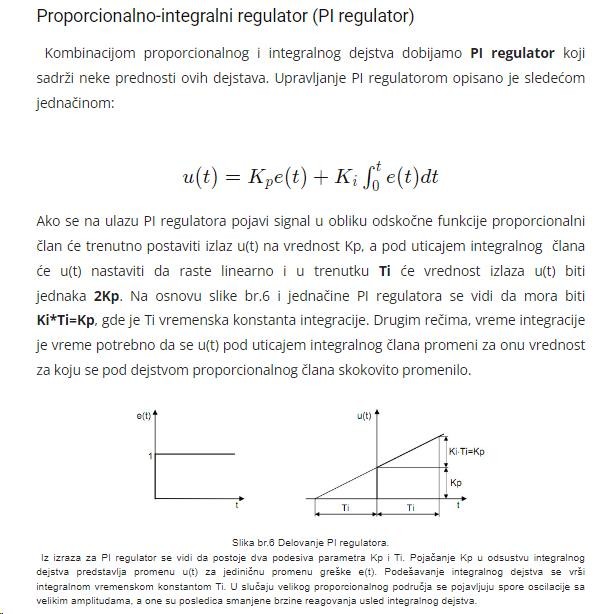 Proporcionalno-integralni regulator (PI regulator)
Kombinacijom proporcionalnog i integralnog dejstva dobijamo PI regulator koji
sadrži neke prednosti ovih dejstava. Upravljanje PI regulatorom opisano je sledećom
jednačinom:
u(t) = Kₚe(t) + Kᵢ ∫₀ᵗ e(t)dt
Ako se na ulazu PI regulatora pojavi signal u obliku odskočne funkcije proporcionalni
član će trenutno postaviti izlaz u(t) na vrednost Kp, a pod uticajem integralnog člana
će u(t) nastaviti da raste linearno i u trenutku Ti će vrednost izlaza u(t) biti
jednaka 2Kp. Na osnovu slike br.6 i jednačine PI regulatora se vidi da mora biti
Ki*Ti=Kp, gde je Ti vremenska konstanta integracije. Drugim rečima, vreme integracije
je vreme potrebno da se u(t) pod uticajem integralnog člana promeni za onu vrednost
za koju se pod dejstvom proporcionalnog člana skokovito promenilo.
e(t)
1
t
u(t)
Ki·Ti=Kp
Kp
Ti
Ti
t
Slika br.6 Delovanje PI regulatora.
Iz izraza za PI regulator se vidi da postoje dva podesiva parametra Kp i Ti. Pojačanje Kp u odsustvu integralnog
dejstva predstavlja promenu u(t) za jediničnu promenu greške e(t). Podešavanje integralnog dejstva se vrši
integralnom vremenskom konstantom Ti. U slučaju velikog proporcionalnog područja se pojavljuju spore oscilacije sa
velikim amplitudama, a one su posledica smanjene brzine reagovanja usled integralnog dejstva.